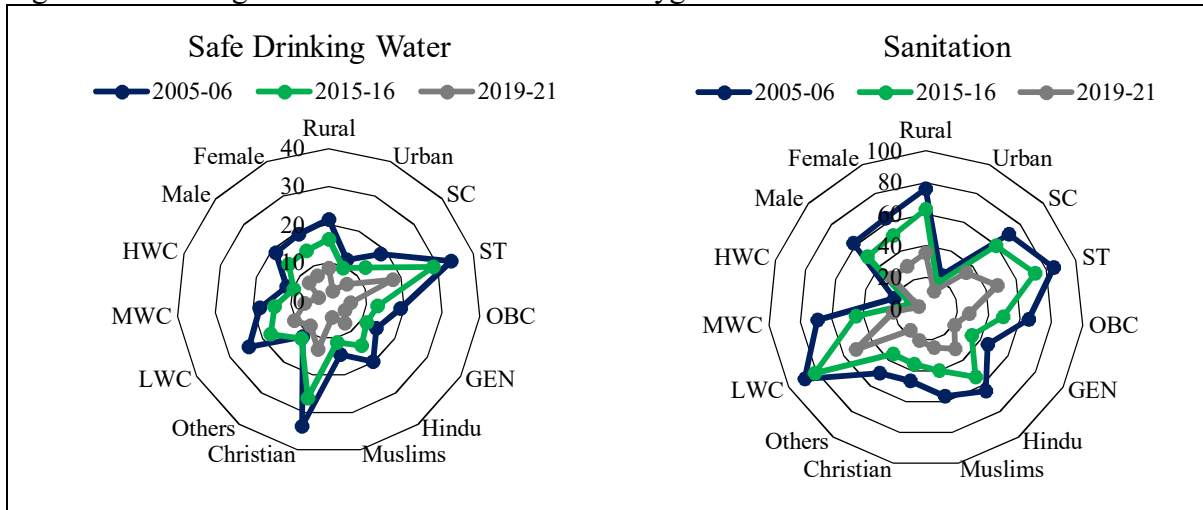 Safe Drinking Water
2005-06 2015-16 2019-21
Rural
Urban
SC
ST
OBC
GEN
Hindu
Muslims
Christian
Others
LWC
MWC
HWC
Male
Female
40
30
20
10
0
Sanitation
2005-06 2015-16 2019-21
Rural
Urban
SC
ST
OBC
GEN
Hindu
Muslims
Christian
Others
LWC
MWC
HWC
Male
Female
100
80
60
40
20
0